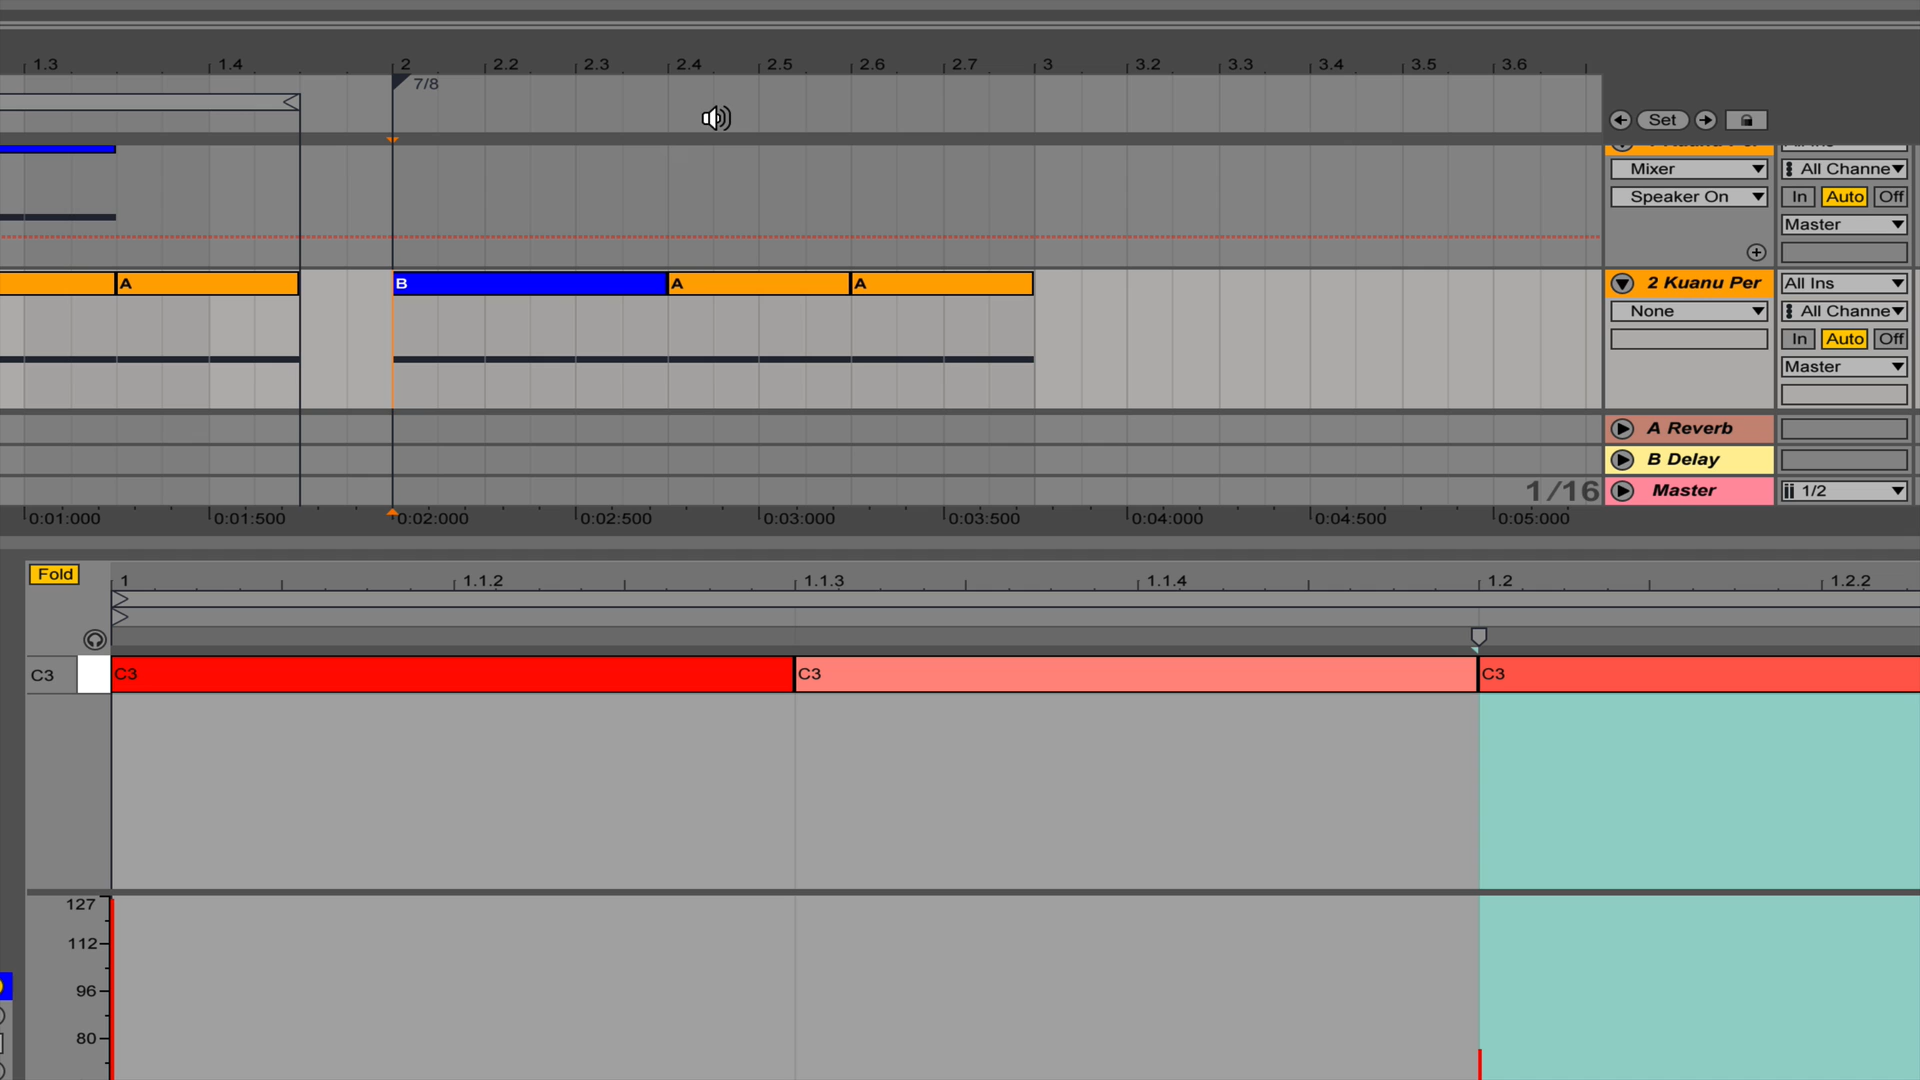 1.3 1.4 2 2.2 2.3 2.4 2.5 2.6 2.7 3 3.2 3.3 3.4 3.5 3.6
7/8
Set
Mixer All Channe
Speaker On In Auto Off
Master
A B A A 2 Kuanu Per All Ins
None All Channe
In Auto Off
Master
A Reverb
B Delay
1/16 Master 1/2
0:01:000 0:01:500 0:02:000 0:02:500 0:03:000 0:03:500 0:04:000 0:04:500 0:05:000
Fold 1 1.1.2 1.1.3 1.1.4 1.2 1.2.2
C3 C3 C3 C3
127
112
96
80